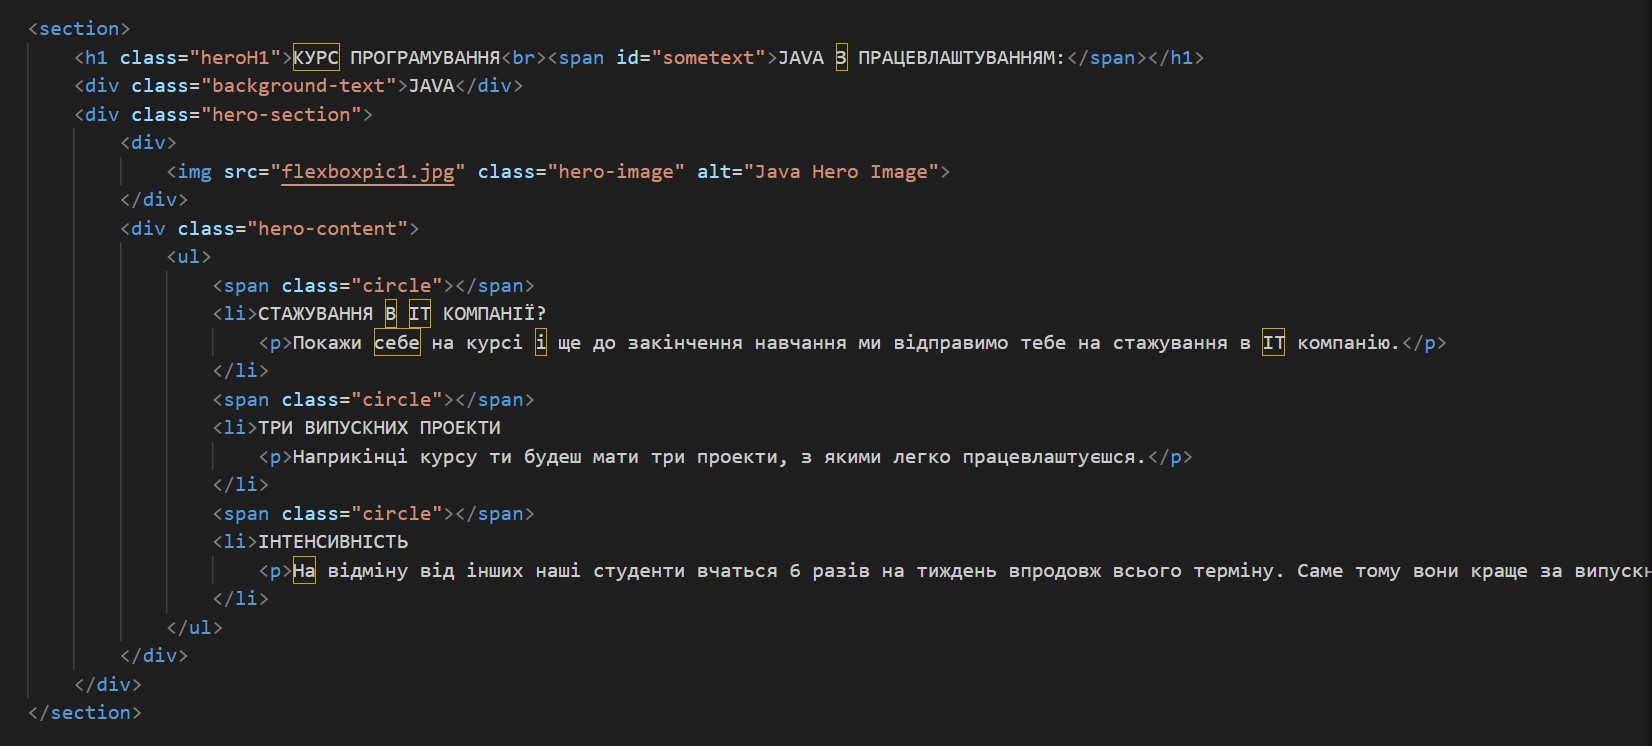 <section>
<h1 class="heroH1">КУРС ПРОГРАМУВАННЯ<br><span id="sometext">JAVA З ПРАЦЕВЛАШТУВАННЯМ:</span></h1>
<div class="background-text">JAVA</div>
<div class="hero-section">
<div>
<img src="flexboxpic1.jpg" class="hero-image" alt="Java Hero Image">
</div>
<div class="hero-content">
<ul>
<span class="circle"></span>
<li>СТАЖУВАННЯ В ІТ КОМПАНІЇ?
<p>Покажи себе на курсі і ще до закінчення навчання ми відправимо тебе на стажування в ІТ компанію.</p>
</li>
<span class="circle"></span>
<li>ТРИ ВИПУСКНИХ ПРОЕКТИ
<p>Наприкінці курсу ти будеш мати три проекти, з якими легко працевлаштуєшся.</p>
</li>
<span class="circle"></span>
<li>ІНТЕНСИВНІСТЬ
<p>На відміну від інших наші студенти вчаться 6 разів на тиждень впродовж всього терміну. Саме тому вони краще за
</li>
</ul>
</div>
</div>
</section>